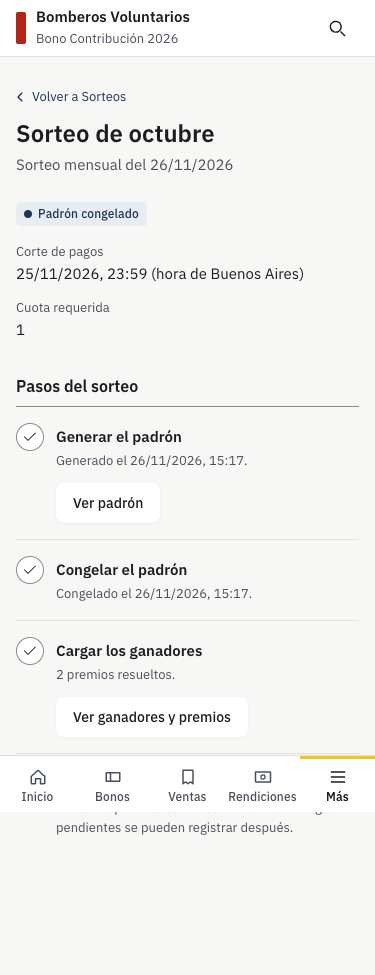 Bomberos Voluntarios
Bono Contribución 2026
Volver a Sorteos
Sorteo de octubre
Sorteo mensual del 26/11/2026
Padrón congelado
Corte de pagos
25/11/2026, 23:59 (hora de Buenos Aires)
Cuota requerida
1
Pasos del sorteo
Generar el padrón
Generado el 26/11/2026, 15:17.
Ver padrón
Congelar el padrón
Congelado el 26/11/2026, 15:17.
Cargar los ganadores
2 premios resueltos.
Ver ganadores y premios
Inicio
Bonos
Ventas
Rendiciones
Más
pendientes se pueden registrar después.